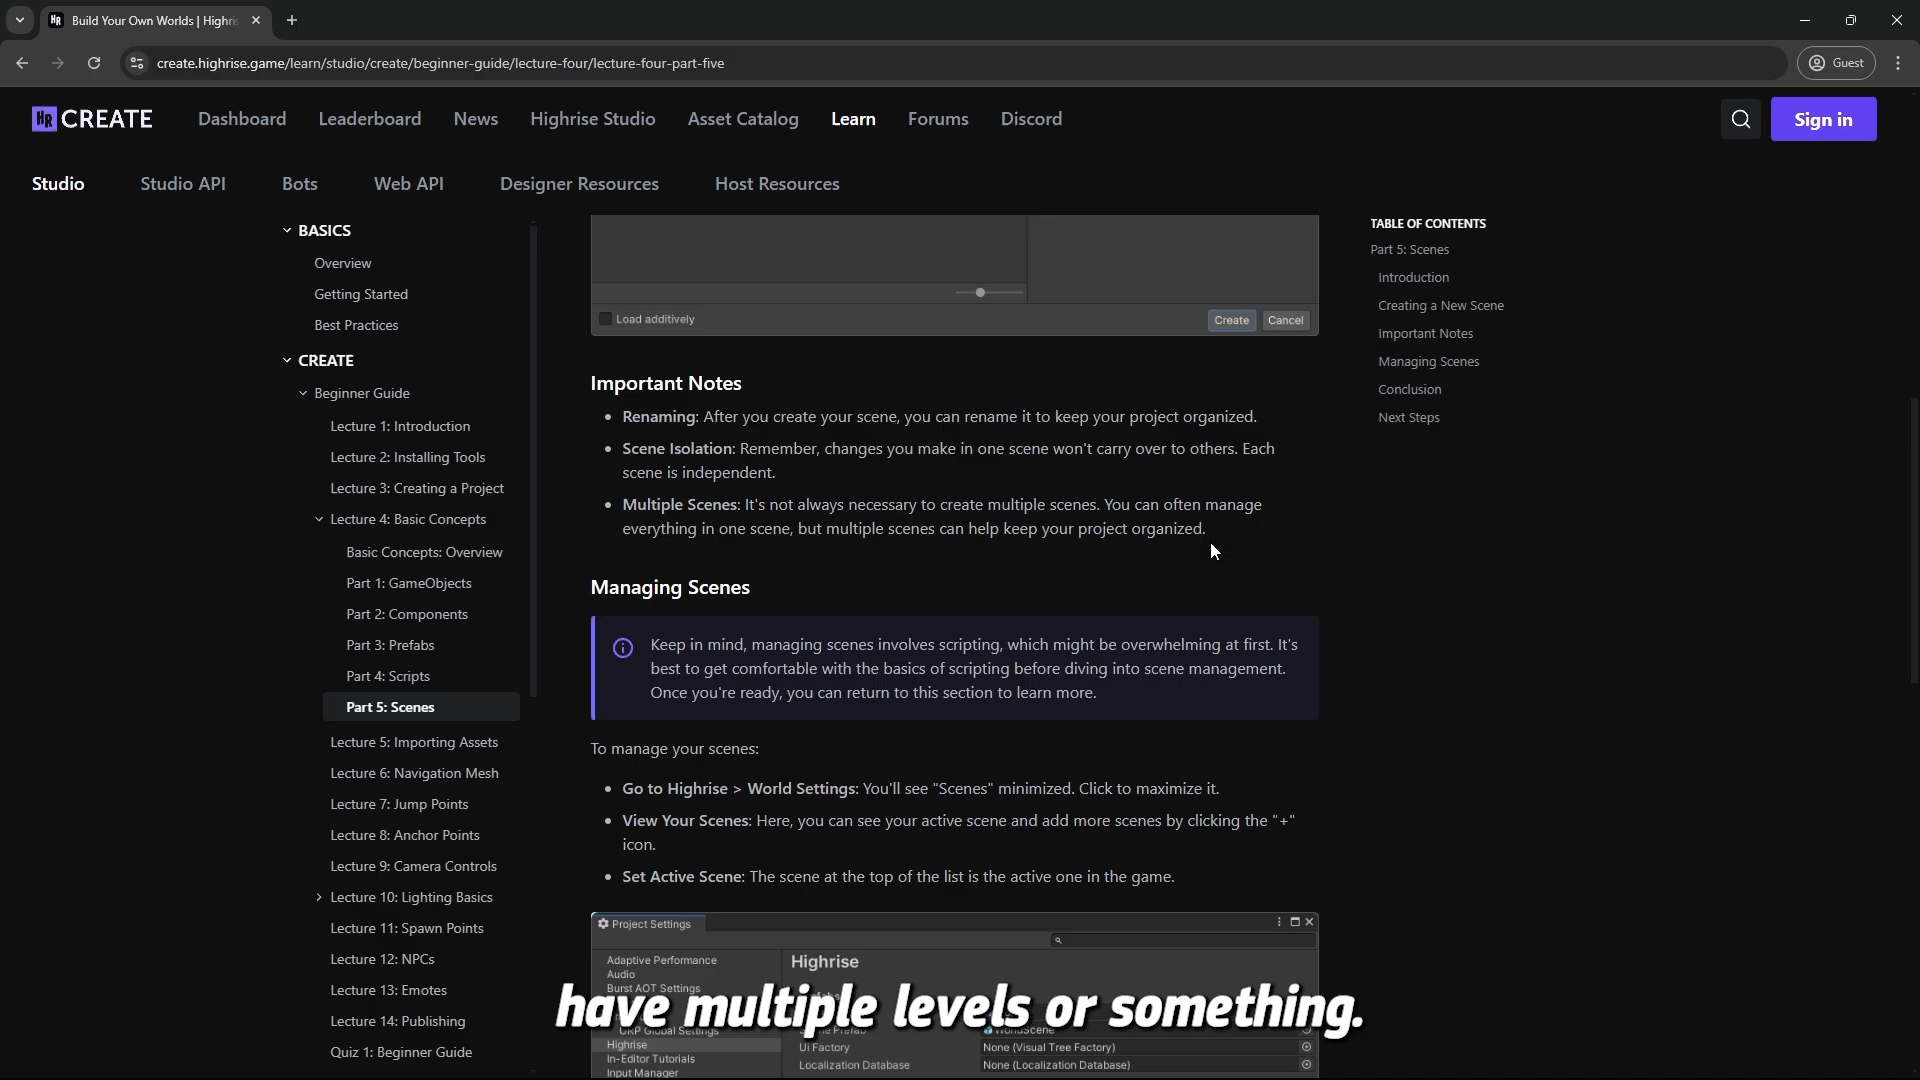 Build Your Own Worlds | Highri
create.highrise.game/learn/studio/create/beginner-guide/lecture-four/lecture-four-part-five
Guest
HR CREATE
Dashboard
Leaderboard
News
Highrise Studio
Asset Catalog
Learn
Forums
Discord
Sign in
Studio
Studio API
Bots
Web API
Designer Resources
Host Resources
BASICS
Overview
Getting Started
Best Practices
CREATE
Beginner Guide
Lecture 1: Introduction
Lecture 2: Installing Tools
Lecture 3: Creating a Project
Lecture 4: Basic Concepts
Basic Concepts: Overview
Part 1: GameObjects
Part 2: Components
Part 3: Prefabs
Part 4: Scripts
Part 5: Scenes
Lecture 5: Importing Assets
Lecture 6: Navigation Mesh
Lecture 7: Jump Points
Lecture 8: Anchor Points
Lecture 9: Camera Controls
Lecture 10: Lighting Basics
Lecture 11: Spawn Points
Lecture 12: NPCs
Lecture 13: Emotes
Lecture 14: Publishing
Quiz 1: Beginner Guide
Load additively
Create
Cancel
Important Notes
• Renaming: After you create your scene, you can rename it to keep your project organized.
• Scene Isolation: Remember, changes you make in one scene won't carry over to others. Each
scene is independent.
• Multiple Scenes: It's not always necessary to create multiple scenes. You can often manage
everything in one scene, but multiple scenes can help keep your project organized.
Managing Scenes
Keep in mind, managing scenes involves scripting, which might be overwhelming at first. It's
best to get comfortable with the basics of scripting before diving into scene management.
Once you're ready, you can return to this section to learn more.
To manage your scenes:
• Go to Highrise > World Settings: You'll see "Scenes" minimized. Click to maximize it.
• View Your Scenes: Here, you can see your active scene and add more scenes by clicking the "+"
icon.
• Set Active Scene: The scene at the top of the list is the active one in the game.
Project Settings
Adaptive Performance
Audio
Burst AOT Settings
URP Global Settings
Highrise
In-Editor Tutorials
Input Manager
Highrise
WorldScene
Ui Factory
None (Visual Tree Factory)
Localization Database
None (Localization Database)
have multiple levels or something.
TABLE OF CONTENTS
Part 5: Scenes
Introduction
Creating a New Scene
Important Notes
Managing Scenes
Conclusion
Next Steps